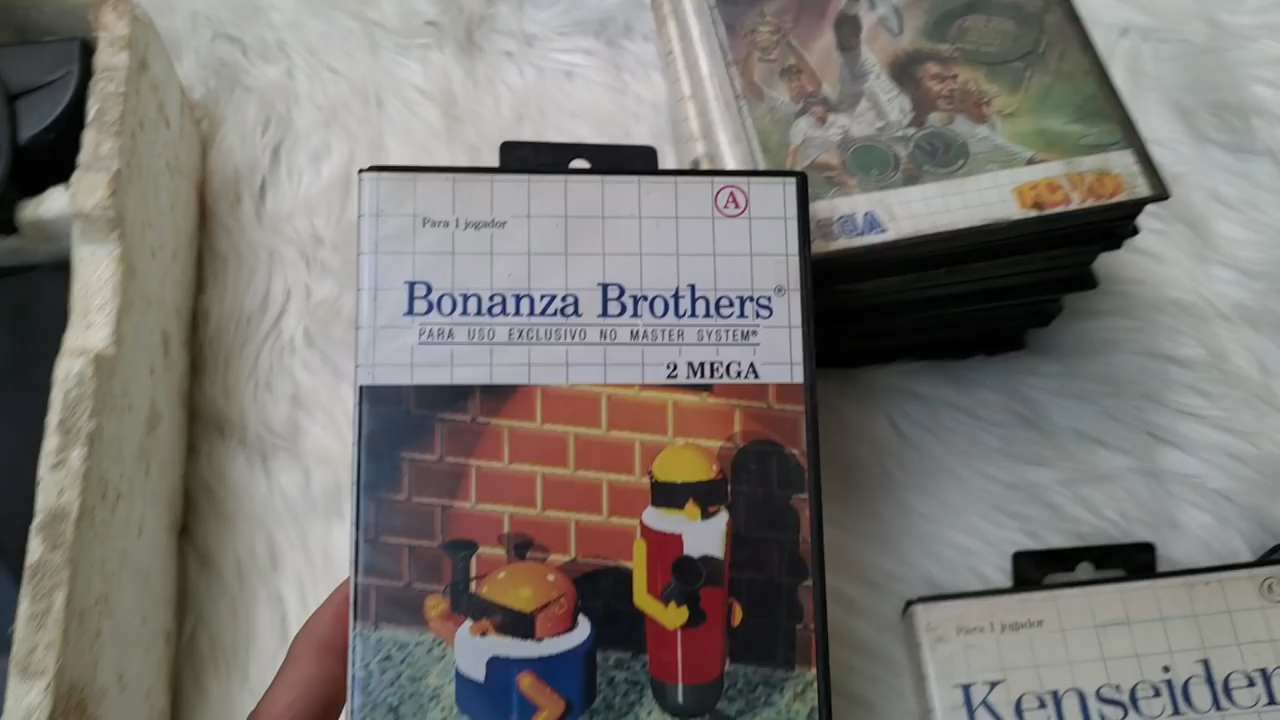 A
Para 1 jogador
Bonanza Brothers®
PARA USO EXCLUSIVO NO MASTER SYSTEM®
2 MEGA
SEGA
Para 1 jogador
Kenseiden